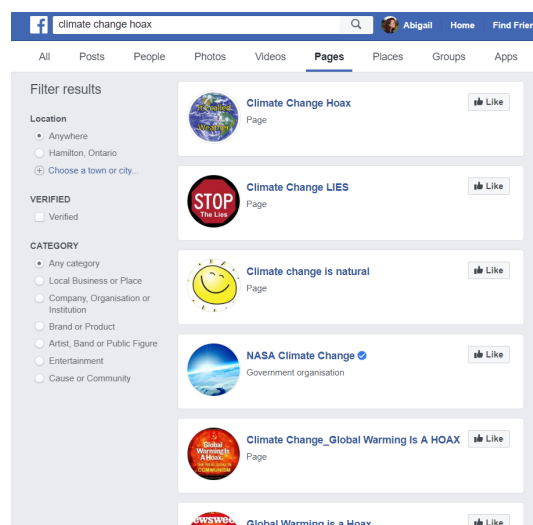 climate change hoax
Abigail Home Find Frie
All Posts People Photos Videos Pages Places Groups Apps
Filter results
Location
Anywhere
Hamilton, Ontario
Choose a town or city...
VERIFIED
Verified
CATEGORY
Any category
Local Business or Place
Company, Organisation or
Institution
Brand or Product
Artist, Band or Public Figure
Entertainment
Cause or Community
Climate Change Hoax
Page
Like
STOP
The Lies
Climate Change LIES
Page
Like
Climate change is natural
Page
Like
NASA Climate Change
Government organisation
Like
Global
Warming Is
A Hoax
COMMUNISM
Climate Change_Global Warming Is A HOAX
Page
Like
Global Warming is a Hoax
Like